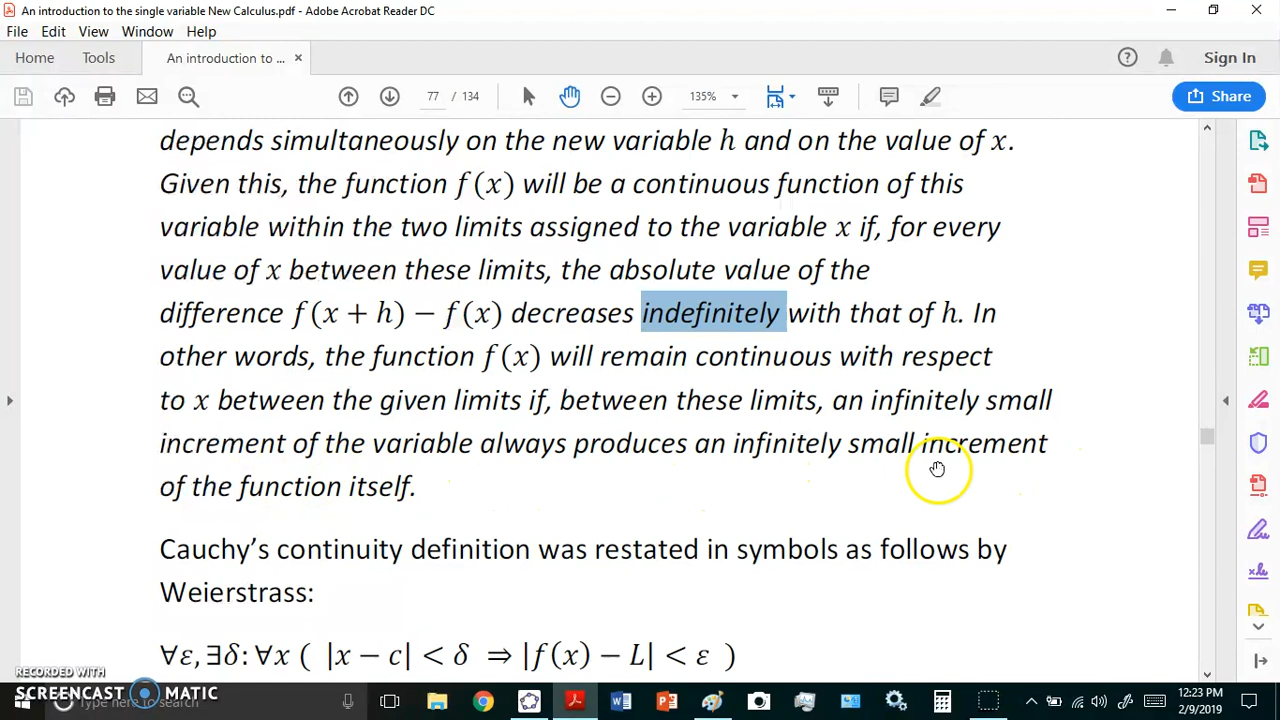 An introduction to the single variable New Calculus.pdf - Adobe Acrobat Reader DC
File Edit View Window Help
Home Tools An introduction to ... × Sign In
77 / 134 135% Share
depends simultaneously on the new variable h and on the value of x.
Given this, the function f(x) will be a continuous function of this
variable within the two limits assigned to the variable x if, for every
value of x between these limits, the absolute value of the
difference f(x + h) − f(x) decreases indefinitely with that of h. In
other words, the function f(x) will remain continuous with respect
to x between the given limits if, between these limits, an infinitely small
increment of the variable always produces an infinitely small increment
of the function itself.
Cauchy's continuity definition was restated in symbols as follows by
Weierstrass:
∀ε, ∃δ: ∀x ( |x − c| < δ ⇒ |f(x) − L| < ε )
RECORDED WITH
SCREENCAST MATIC
Type here to search
12:23 PM
2/9/2019